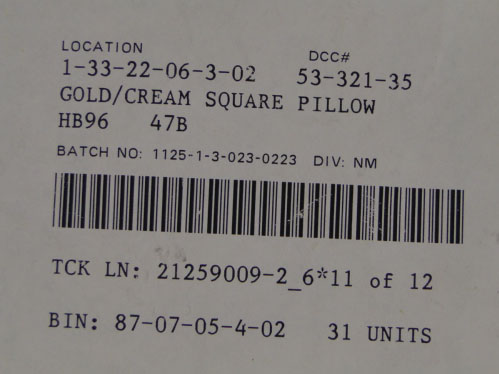 LOCATION DCC#
1-33-22-06-3-02 53-321-35
GOLD/CREAM SQUARE PILLOW
HB96 47B
BATCH NO: 1125-1-3-023-0223 DIV: NM
TCK LN: 21259009-2_6*11 of 12
BIN: 87-07-05-4-02 31 UNITS